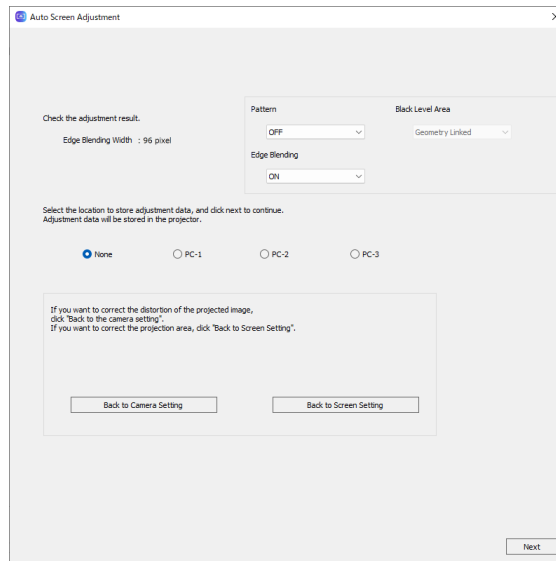 Auto Screen Adjustment
Pattern
Black Level Area
Check the adjustment result.
OFF
Geometry Linked
Edge Blending Width : 96 pixel
Edge Blending
ON
Select the location to store adjustment data, and click next to continue.
Adjustment data will be stored in the projector.
None
PC-1
PC-2
PC-3
If you want to correct the distortion of the projected image,
click "Back to the camera setting".
If you want to correct the projection area, click "Back to Screen Setting".
Back to Camera Setting
Back to Screen Setting
Next